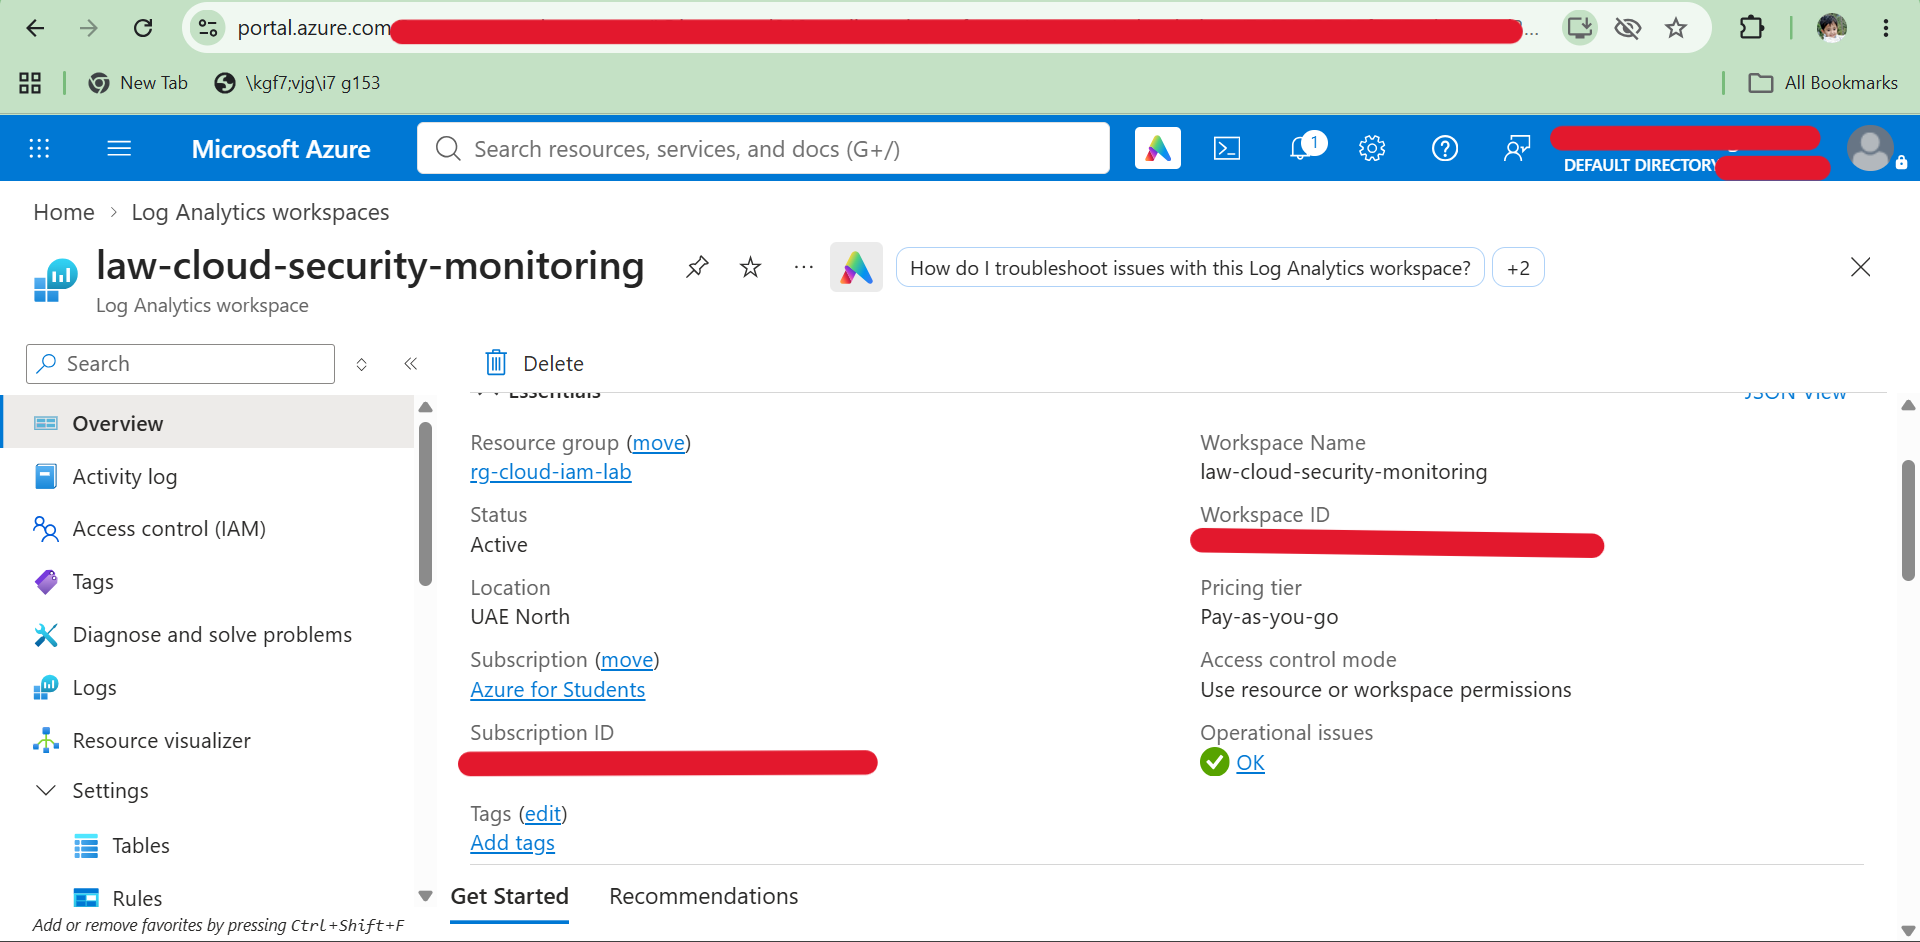 portal.azure.com
...
New Tab
\kgf7;vjg\i7 g153
All Bookmarks
Microsoft Azure
Search resources, services, and docs (G+/)
1
DEFAULT DIRECTORY
Home > Log Analytics workspaces
law-cloud-security-monitoring
How do I troubleshoot issues with this Log Analytics workspace?
+2
Log Analytics workspace
Search
Delete
Overview
Activity log
Access control (IAM)
Tags
Diagnose and solve problems
Logs
Resource visualizer
Settings
Tables
Rules
Add or remove favorites by pressing Ctrl+Shift+F
Essentials
JSON View
Resource group (move)
rg-cloud-iam-lab
Status
Active
Location
UAE North
Subscription (move)
Azure for Students
Subscription ID
Tags (edit)
Add tags
Workspace Name
law-cloud-security-monitoring
Workspace ID
Pricing tier
Pay-as-you-go
Access control mode
Use resource or workspace permissions
Operational issues
OK
Get Started
Recommendations